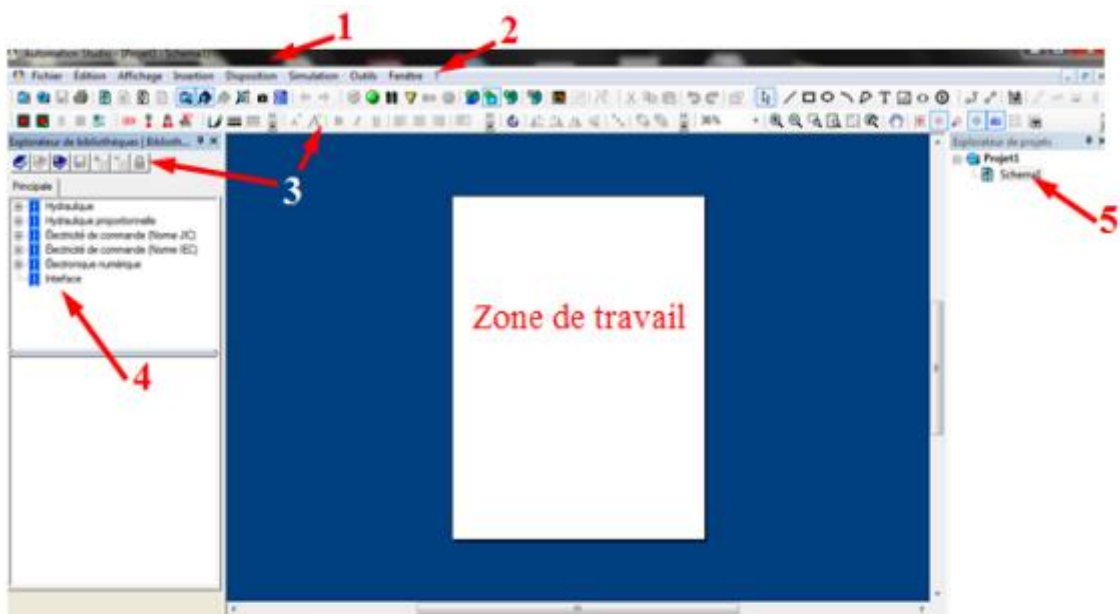 1
2
Automation Studio - [Projet1 - Schema1]
Fichier Édition Affichage Insertion Disposition Simulation Outils Fenêtre ?
36%
Explorateur de bibliothèques | Biblioth...
Explorateur de projets
3
Principale
Projet1
Schema1
5
Hydraulique
Hydraulique proportionnelle
Électricité de commande (Norme JIC)
Électricité de commande (Norme IEC)
Électronique numérique
Interface
Zone de travail
4